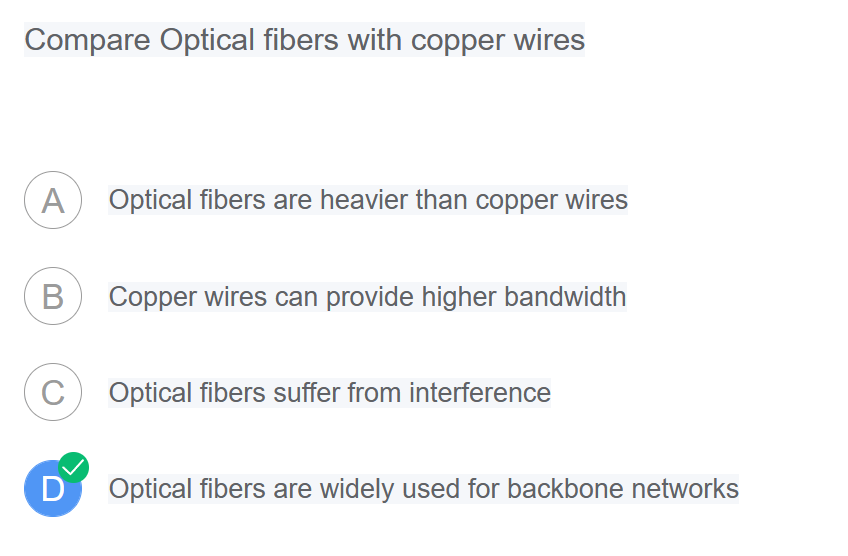 Compare Optical fibers with copper wires
A Optical fibers are heavier than copper wires
B Copper wires can provide higher bandwidth
C Optical fibers suffer from interference
D Optical fibers are widely used for backbone networks